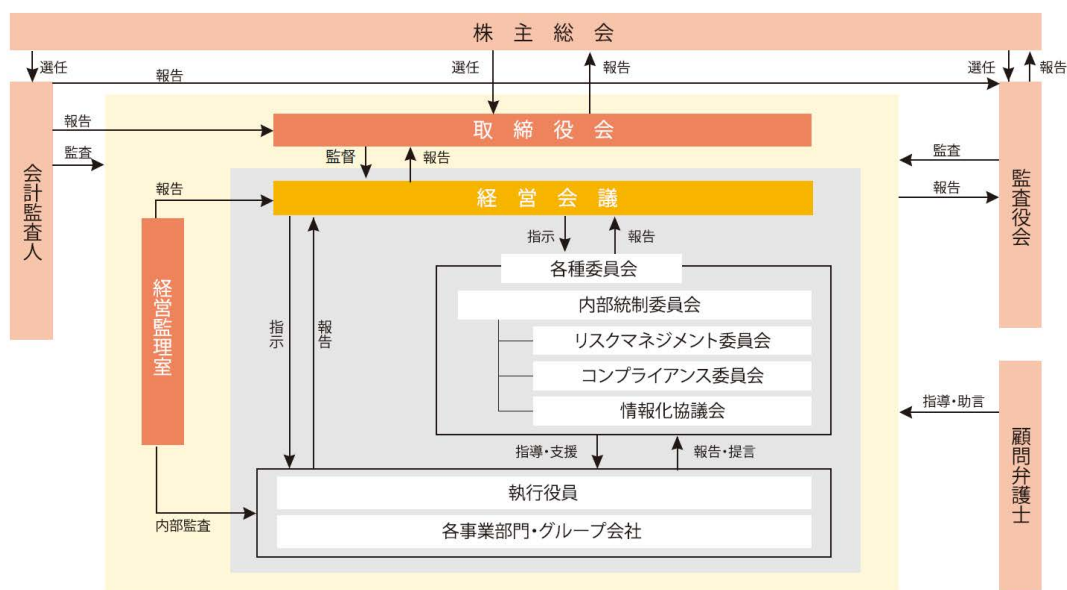 株主総会
選任
選任
報告
選任
報告
報告
報告
取締役会
監査
監督
報告
監査
会計監査人
監査役会
報告
経営会議
報告
指示
報告
各種委員会
経営監理室
内部統制委員会
指示
報告
リスクマネジメント委員会
コンプライアンス委員会
情報化協議会
指導・助言
指導・支援
報告・提言
顧問弁護士
執行役員
内部監査
各事業部門・グループ会社